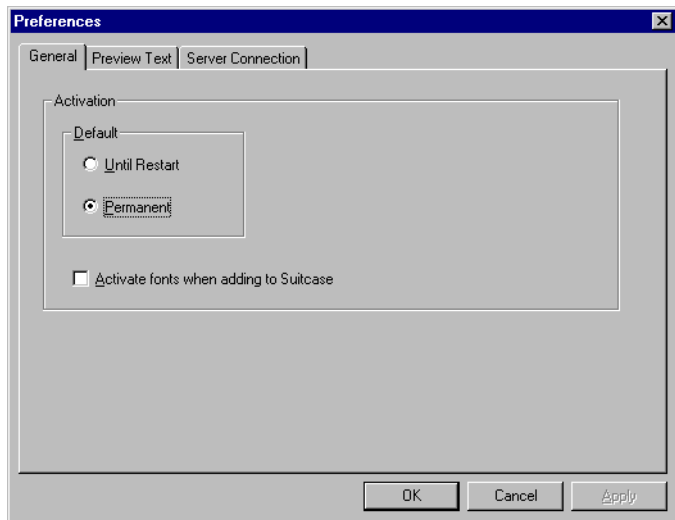 Preferences
General Preview Text Server Connection
Activation
Default
Until Restart
Permanent
Activate fonts when adding to Suitcase
OK Cancel Apply